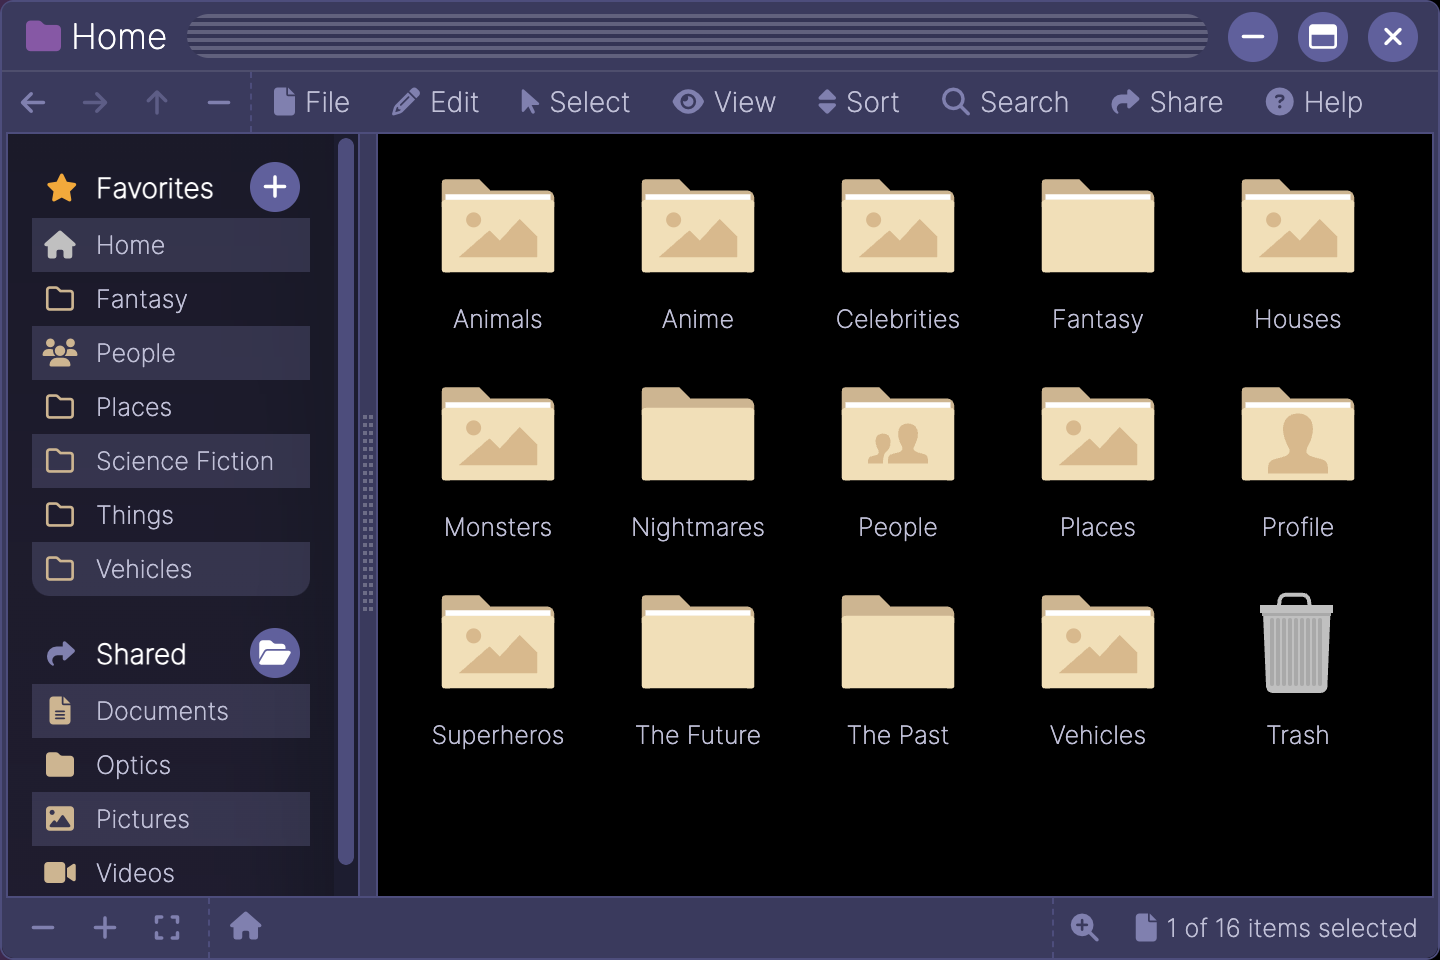 Home
File Edit Select View Sort Search Share Help
Favorites
Home
Fantasy
People
Places
Science Fiction
Things
Vehicles
Shared
Documents
Optics
Pictures
Videos
Animals Anime Celebrities Fantasy Houses
Monsters Nightmares People Places Profile
Superheros The Future The Past Vehicles Trash
1 of 16 items selected